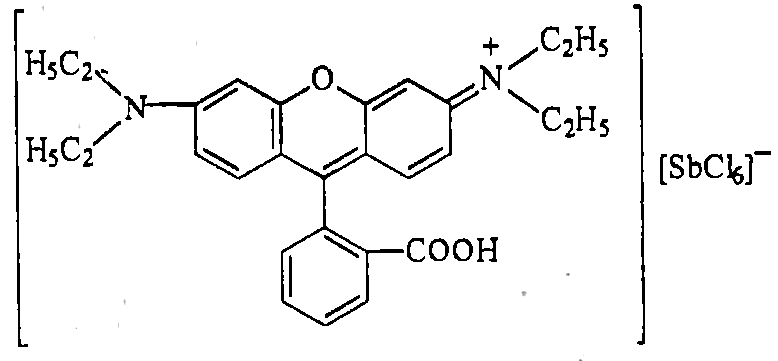 H₅C₂ N H₅C₂
O
+
N C₂H₅ C₂H₅
COOH
[SbCl₆]⁻